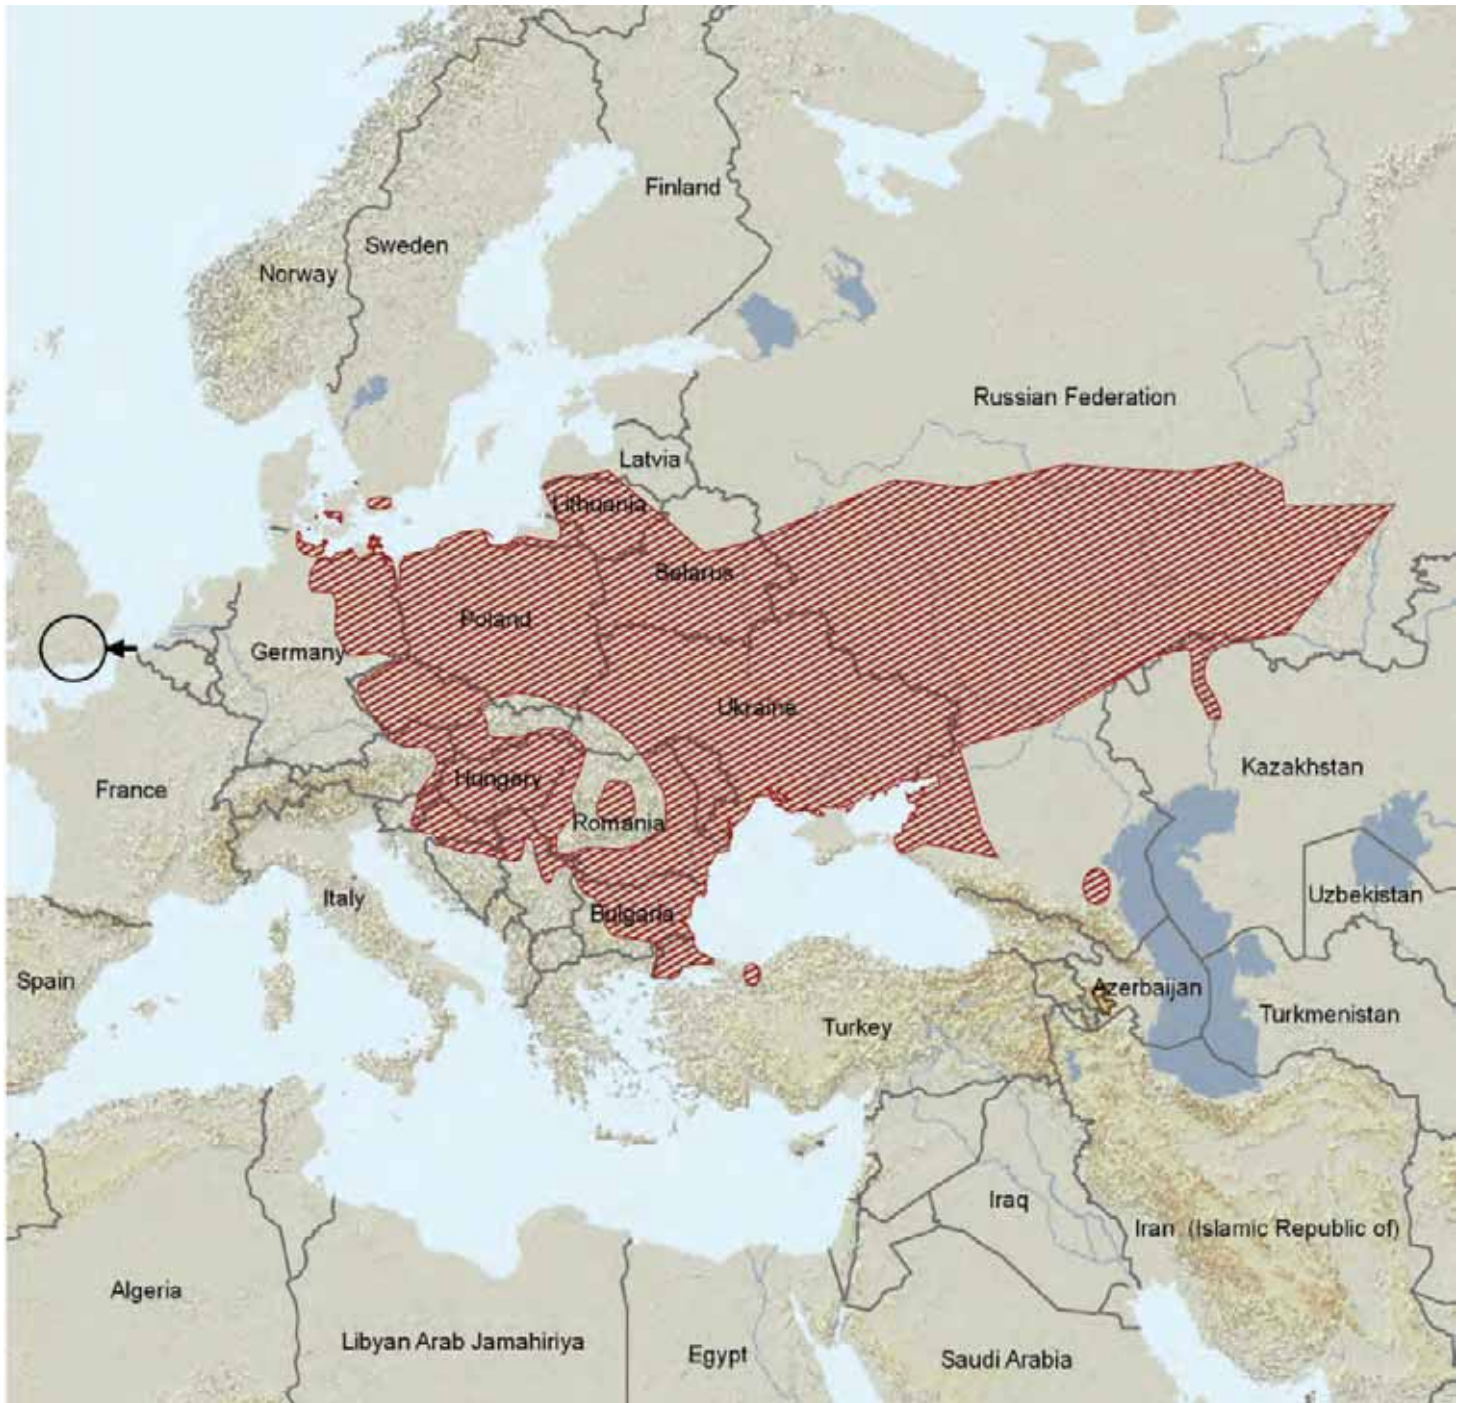 Finland
Sweden
Norway
Russian Federation
Latvia
Lithuania
Belarus
Poland
Germany
Ukraine
Kazakhstan
Hungary
France
Romania
Uzbekistan
Italy
Bulgaria
Spain
Azerbaijan
Turkmenistan
Turkey
Iraq
Iran (Islamic Republic of)
Algeria
Libyan Arab Jamahiriya
Egypt
Saudi Arabia